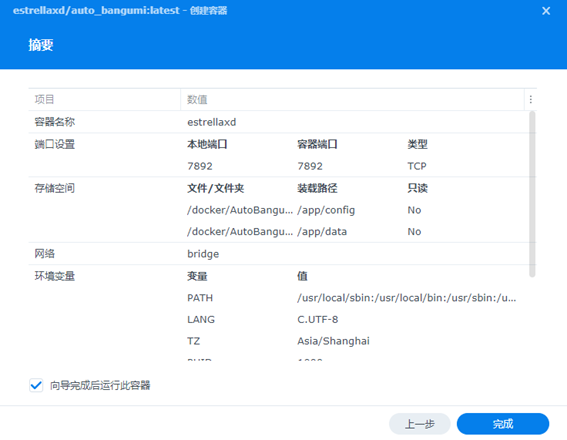 estrellaxd/auto_bangumi:latest - 创建容器
摘要
项目 数值
容器名称 estrellaxd
端口设置 本地端口 容器端口 类型
7892 7892 TCP
存储空间 文件/文件夹 装载路径 只读
/docker/AutoBangu... /app/config No
/docker/AutoBangu... /app/data No
网络 bridge
环境变量 变量 值
PATH /usr/local/sbin:/usr/local/bin:/usr/sbin:/u...
LANG C.UTF-8
TZ Asia/Shanghai
向导完成后运行此容器
上一步 完成